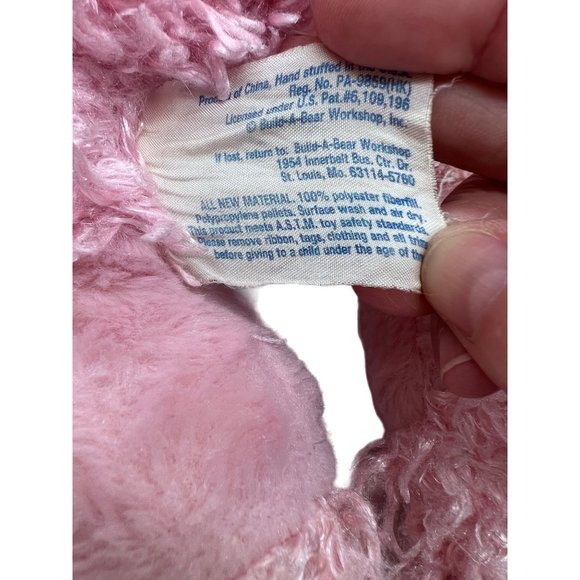 Product of China, Hand stuffed in the U.S.A.
Reg. No. PA-9859(HK)
Licensed under U.S. Pat.#6,109,196
© Build-A-Bear Workshop, Inc.
If lost, return to: Build-A-Bear Workshop
1954 Innerbelt Bus. Ctr. Dr.
St. Louis, Mo. 63114-5760
ALL NEW MATERIAL. 100% polyester fiberfill.
Polypropylene pellets. Surface wash and air dry.
This product meets A.S.T.M. toy safety standards
Please remove ribbon, tags, clothing and all trim
before giving to a child under the age of